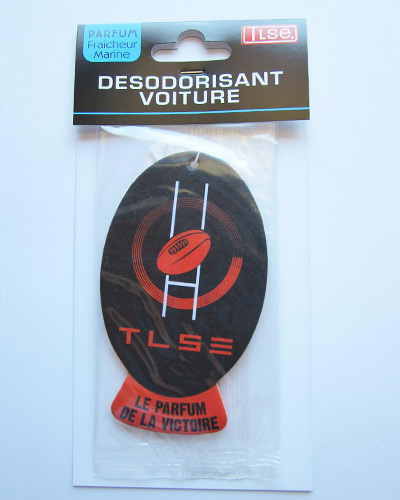 PARFUM
Fraicheur
Marine
TLSE.
DESODORISANT
VOITURE
TLSE
LE PARFUM
DE LA VICTOIRE